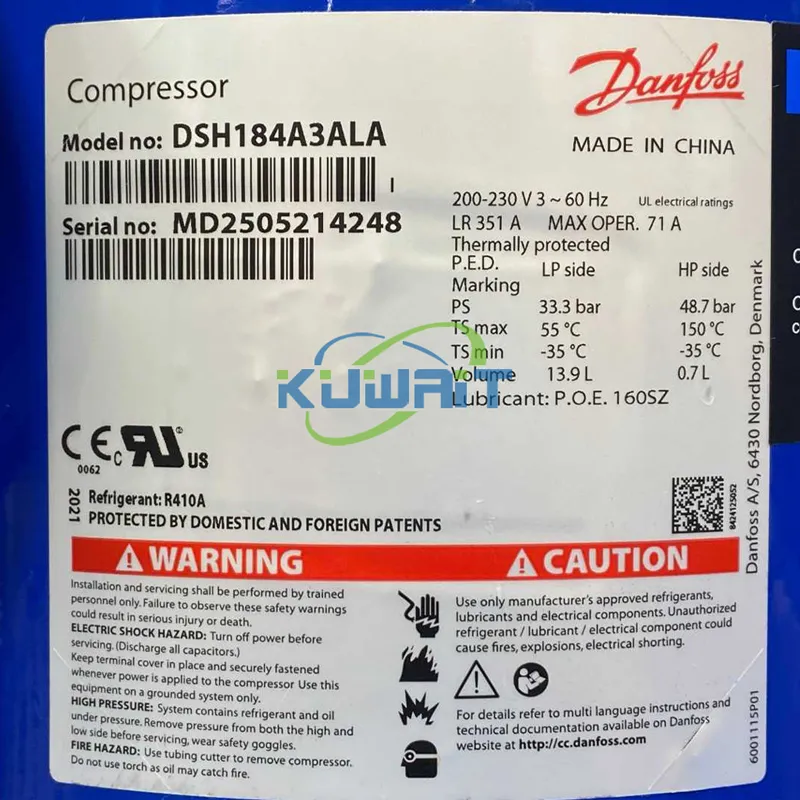 Compressor
Danfoss
MADE IN CHINA
Model no: DSH184A3ALA
Serial no: MD2505214248
200-230 V 3 ~ 60 Hz UL electrical ratings
LR 351 A MAX OPER. 71 A
Thermally protected
P.E.D. LP side HP side
Marking
PS 33.3 bar 48.7 bar
TS max 55 °C 150 °C
TS min -35 °C -35 °C
Volume 13.9 L 0.7 L
Lubricant: P.O.E. 160SZ
KUWAIT
CE
0062
c RU US
2021
Refrigerant: R410A
PROTECTED BY DOMESTIC AND FOREIGN PATENTS
8424125052
Danfoss A/S, 6430 Nordborg, Denmark
WARNING
Installation and servicing shall be performed by trained
personnel only. Failure to observe these safety warnings
could result in serious injury or death.
ELECTRIC SHOCK HAZARD: Turn off power before
servicing. (Discharge all capacitors.)
Keep terminal cover in place and securely fastened
whenever power is applied to the compressor Use this
equipment on a grounded system only.
HIGH PRESSURE: System contains refrigerant and oil
under pressure. Remove pressure from both the high and
low side before servicing, wear safety goggles.
FIRE HAZARD: Use tubing cutter to remove compressor.
Do not use torch as oil may catch fire.
CAUTION
Use only manufacturer's approved refrigerants,
lubricants and electrical components. Unauthorized
refrigerant / lubricant / electrical component could
cause fires, explosions, electricity out.
For details refer to multi language instructions and
technical documentation available on Danfoss
website at http://cc.danfoss.com
6001115P01